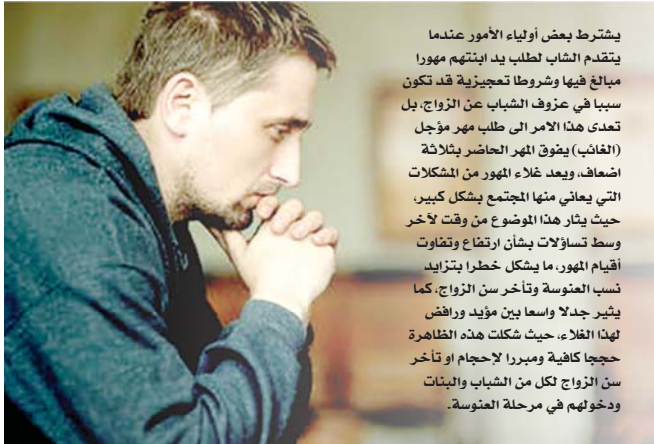 يشترط بعض أولياء الأمور عندما
يتقدم الشاب لطلب يد ابنتهم مهورا
مبالغ فيها وشروطا تعجيزية قد تكون
سببا في عزوف الشباب عن الزواج، بل
تعدى هذا الامر الى طلب مهر مؤجل
(الغائب) يفوق المهر الحاضر بثلاثة
اضعاف، ويعد غلاء المهور من المشكلات
التي يعاني منها المجتمع بشكل كبير،
حيث يثار هذا الموضوع من وقت لآخر
وسط تساؤلات بشأن ارتفاع وتفاوت
أقيام المهور، ما يشكل خطرا بتزايد
نسب العنوسة وتأخر سن الزواج، كما
يثير جدلا واسعا بين مؤيد ورافض
لهذا الغلاء، حيث شكلت هذه الظاهرة
حججا كافية ومبررا لإحجام او تأخر
سن الزواج لكل من الشباب والبنات
ودخولهم في مرحلة العنوسة.